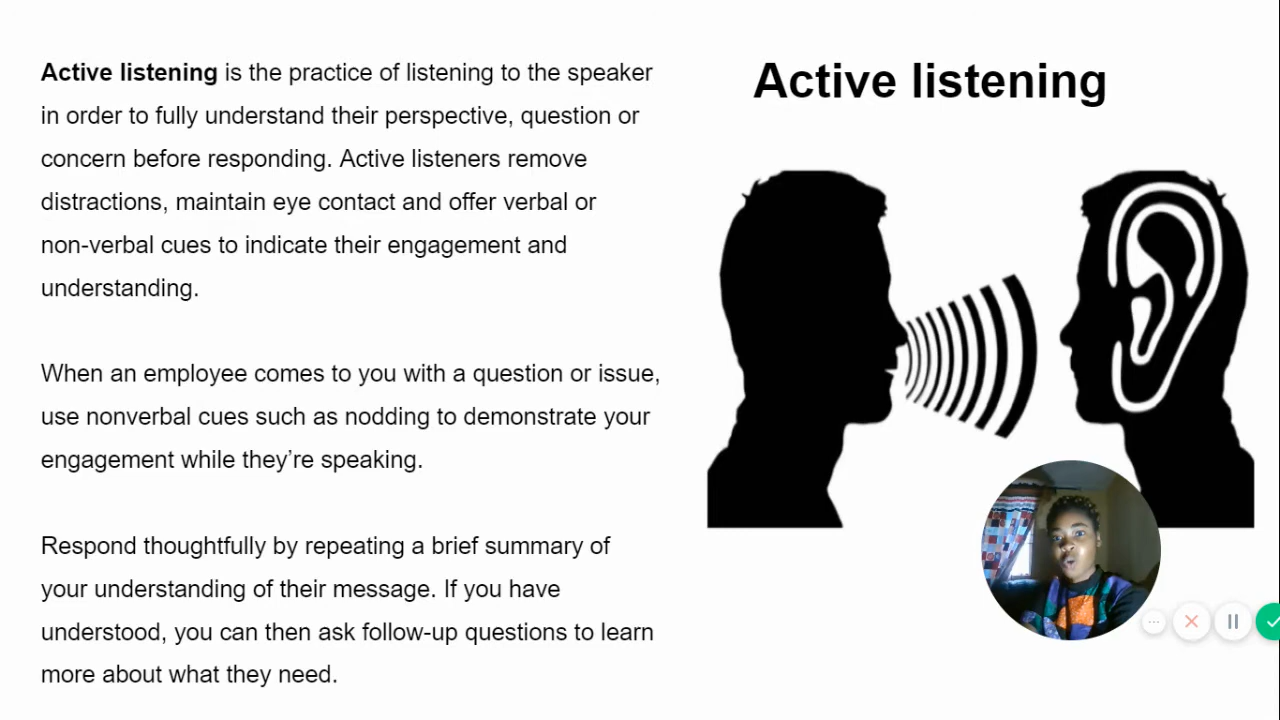 Active listening is the practice of listening to the speaker
in order to fully understand their perspective, question or
concern before responding. Active listeners remove
distractions, maintain eye contact and offer verbal or
non-verbal cues to indicate their engagement and
understanding.
When an employee comes to you with a question or issue,
use nonverbal cues such as nodding to demonstrate your
engagement while they’re speaking.
Respond thoughtfully by repeating a brief summary of
your understanding of their message. If you have
understood, you can then ask follow-up questions to learn
more about what they need.
Active listening